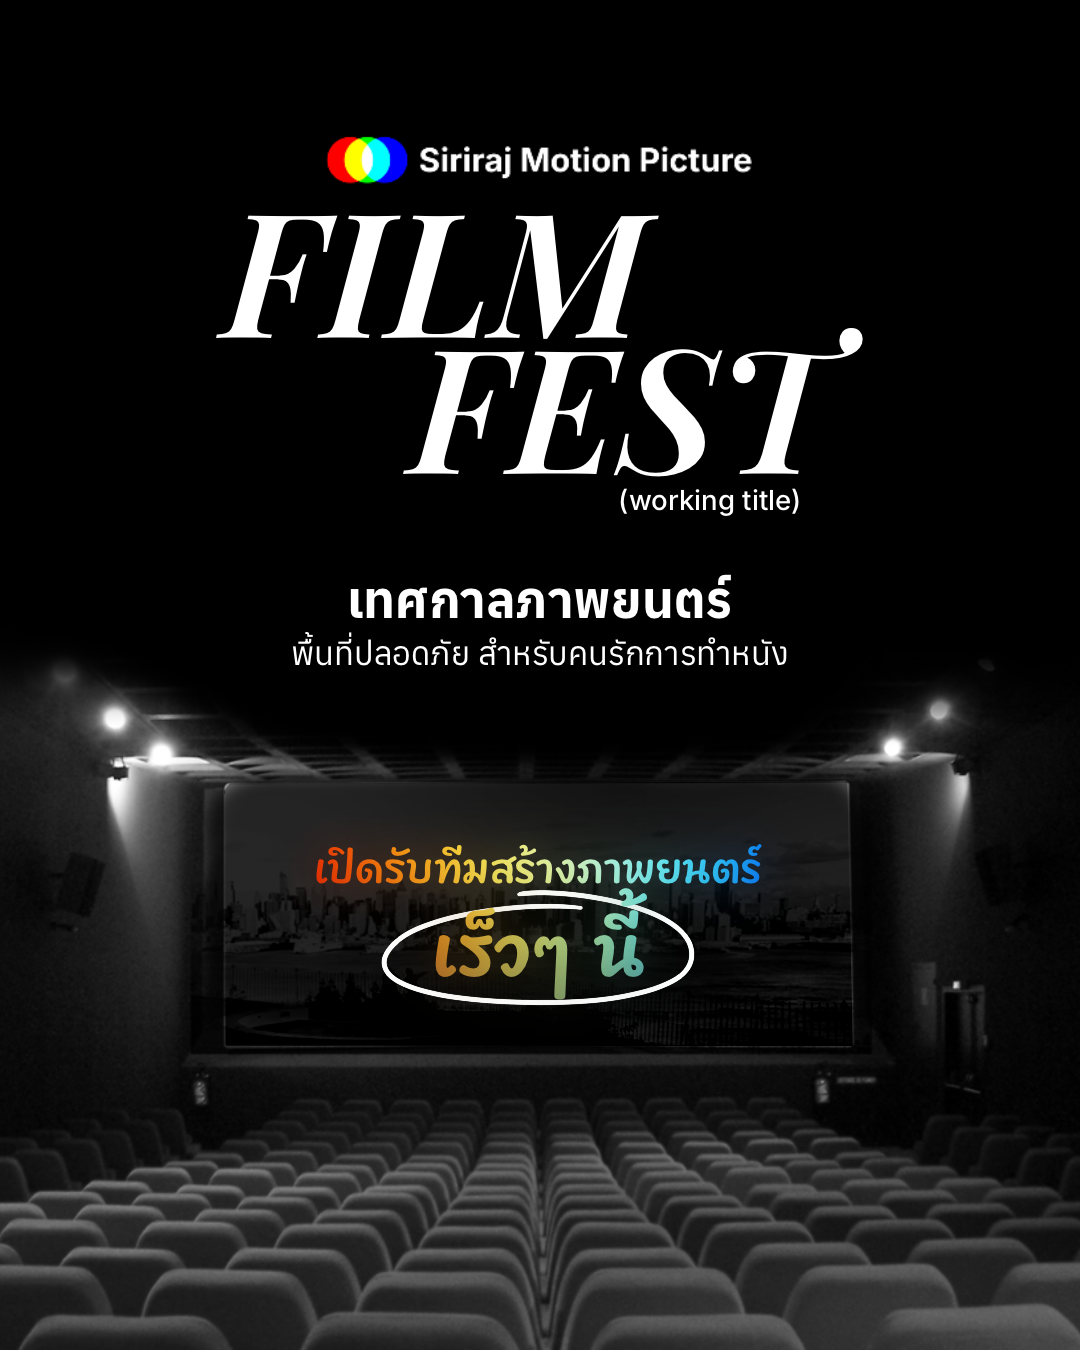 Siriraj Motion Picture
FILM
FEST
(working title)
เทศกาลภาพยนตร์
พื้นที่ปลอดภัย สำหรับคนรักการทำหนัง
เปิดรับทีมสร้างภาพยนตร์
เร็วๆ นี้